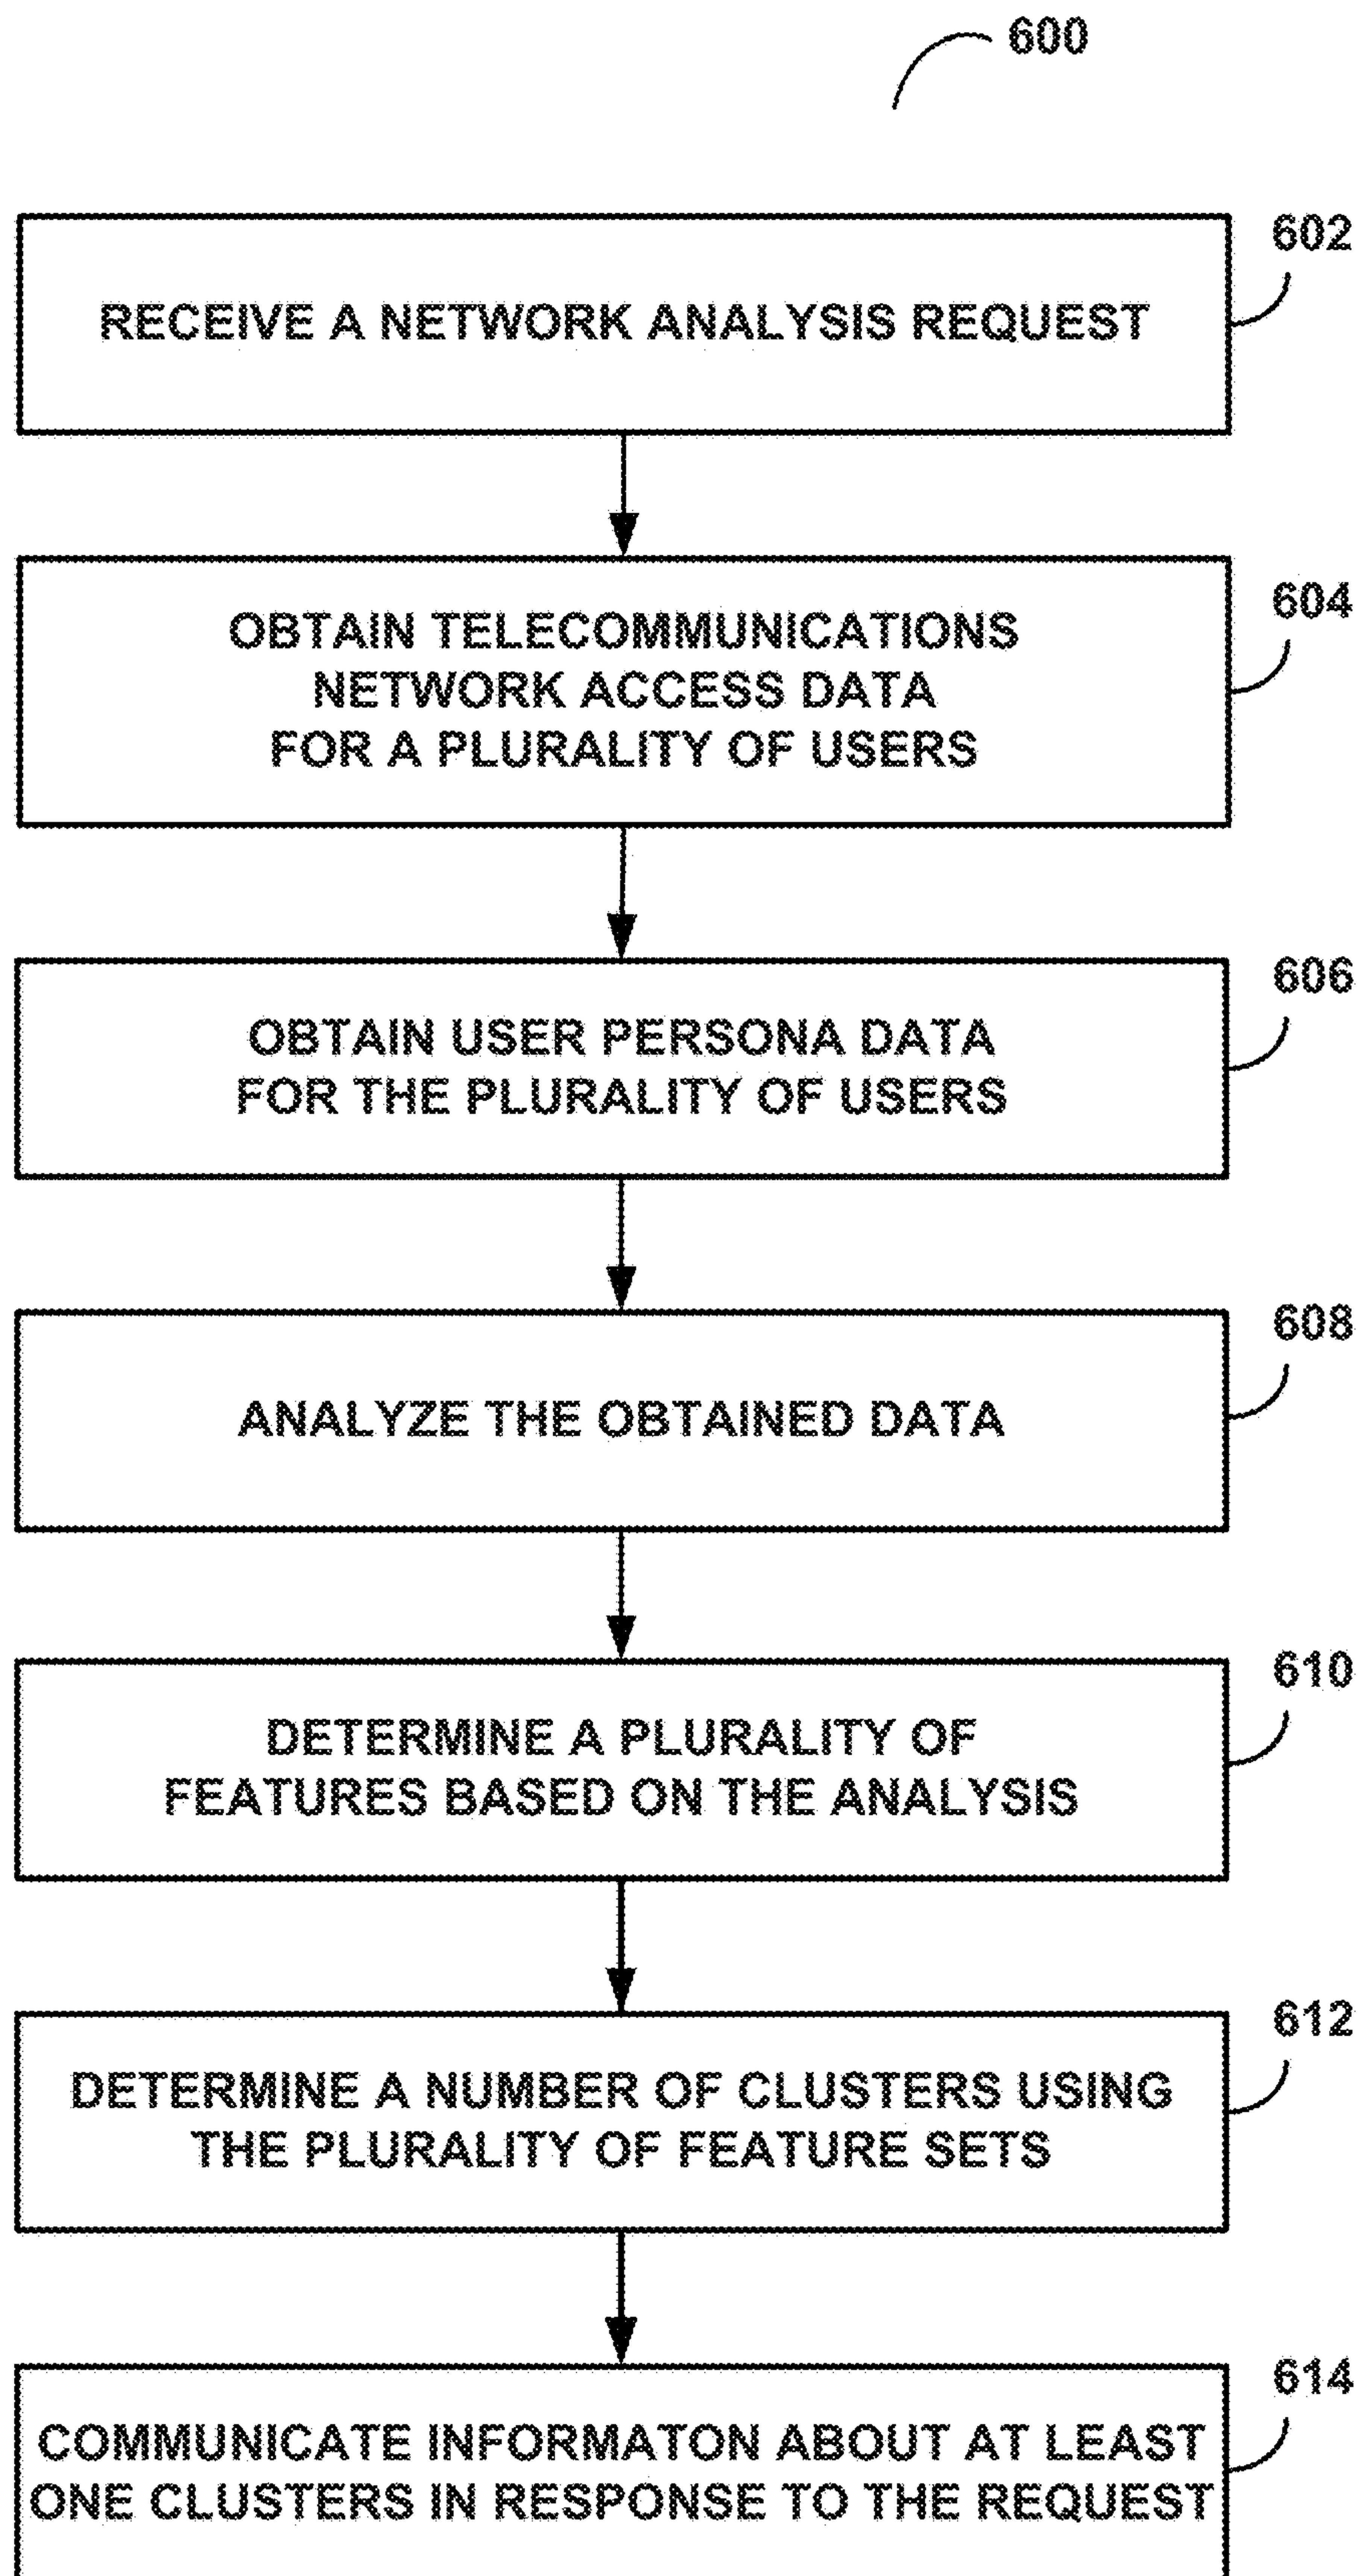 600
602
RECEIVE A NETWORK ANALYSIS REQUEST
604
OBTAIN TELECOMMUNICATIONS
NETWORK ACCESS DATA
FOR A PLURALITY OF USERS
606
OBTAIN USER PERSONA DATA
FOR THE PLURALITY OF USERS
608
ANALYZE THE OBTAINED DATA
610
DETERMINE A PLURALITY OF
FEATURES BASED ON THE ANALYSIS
612
DETERMINE A NUMBER OF CLUSTERS USING
THE PLURALITY OF FEATURE SETS
614
COMMUNICATE INFORMATON ABOUT AT LEAST
ONE CLUSTERS IN RESPONSE TO THE REQUEST